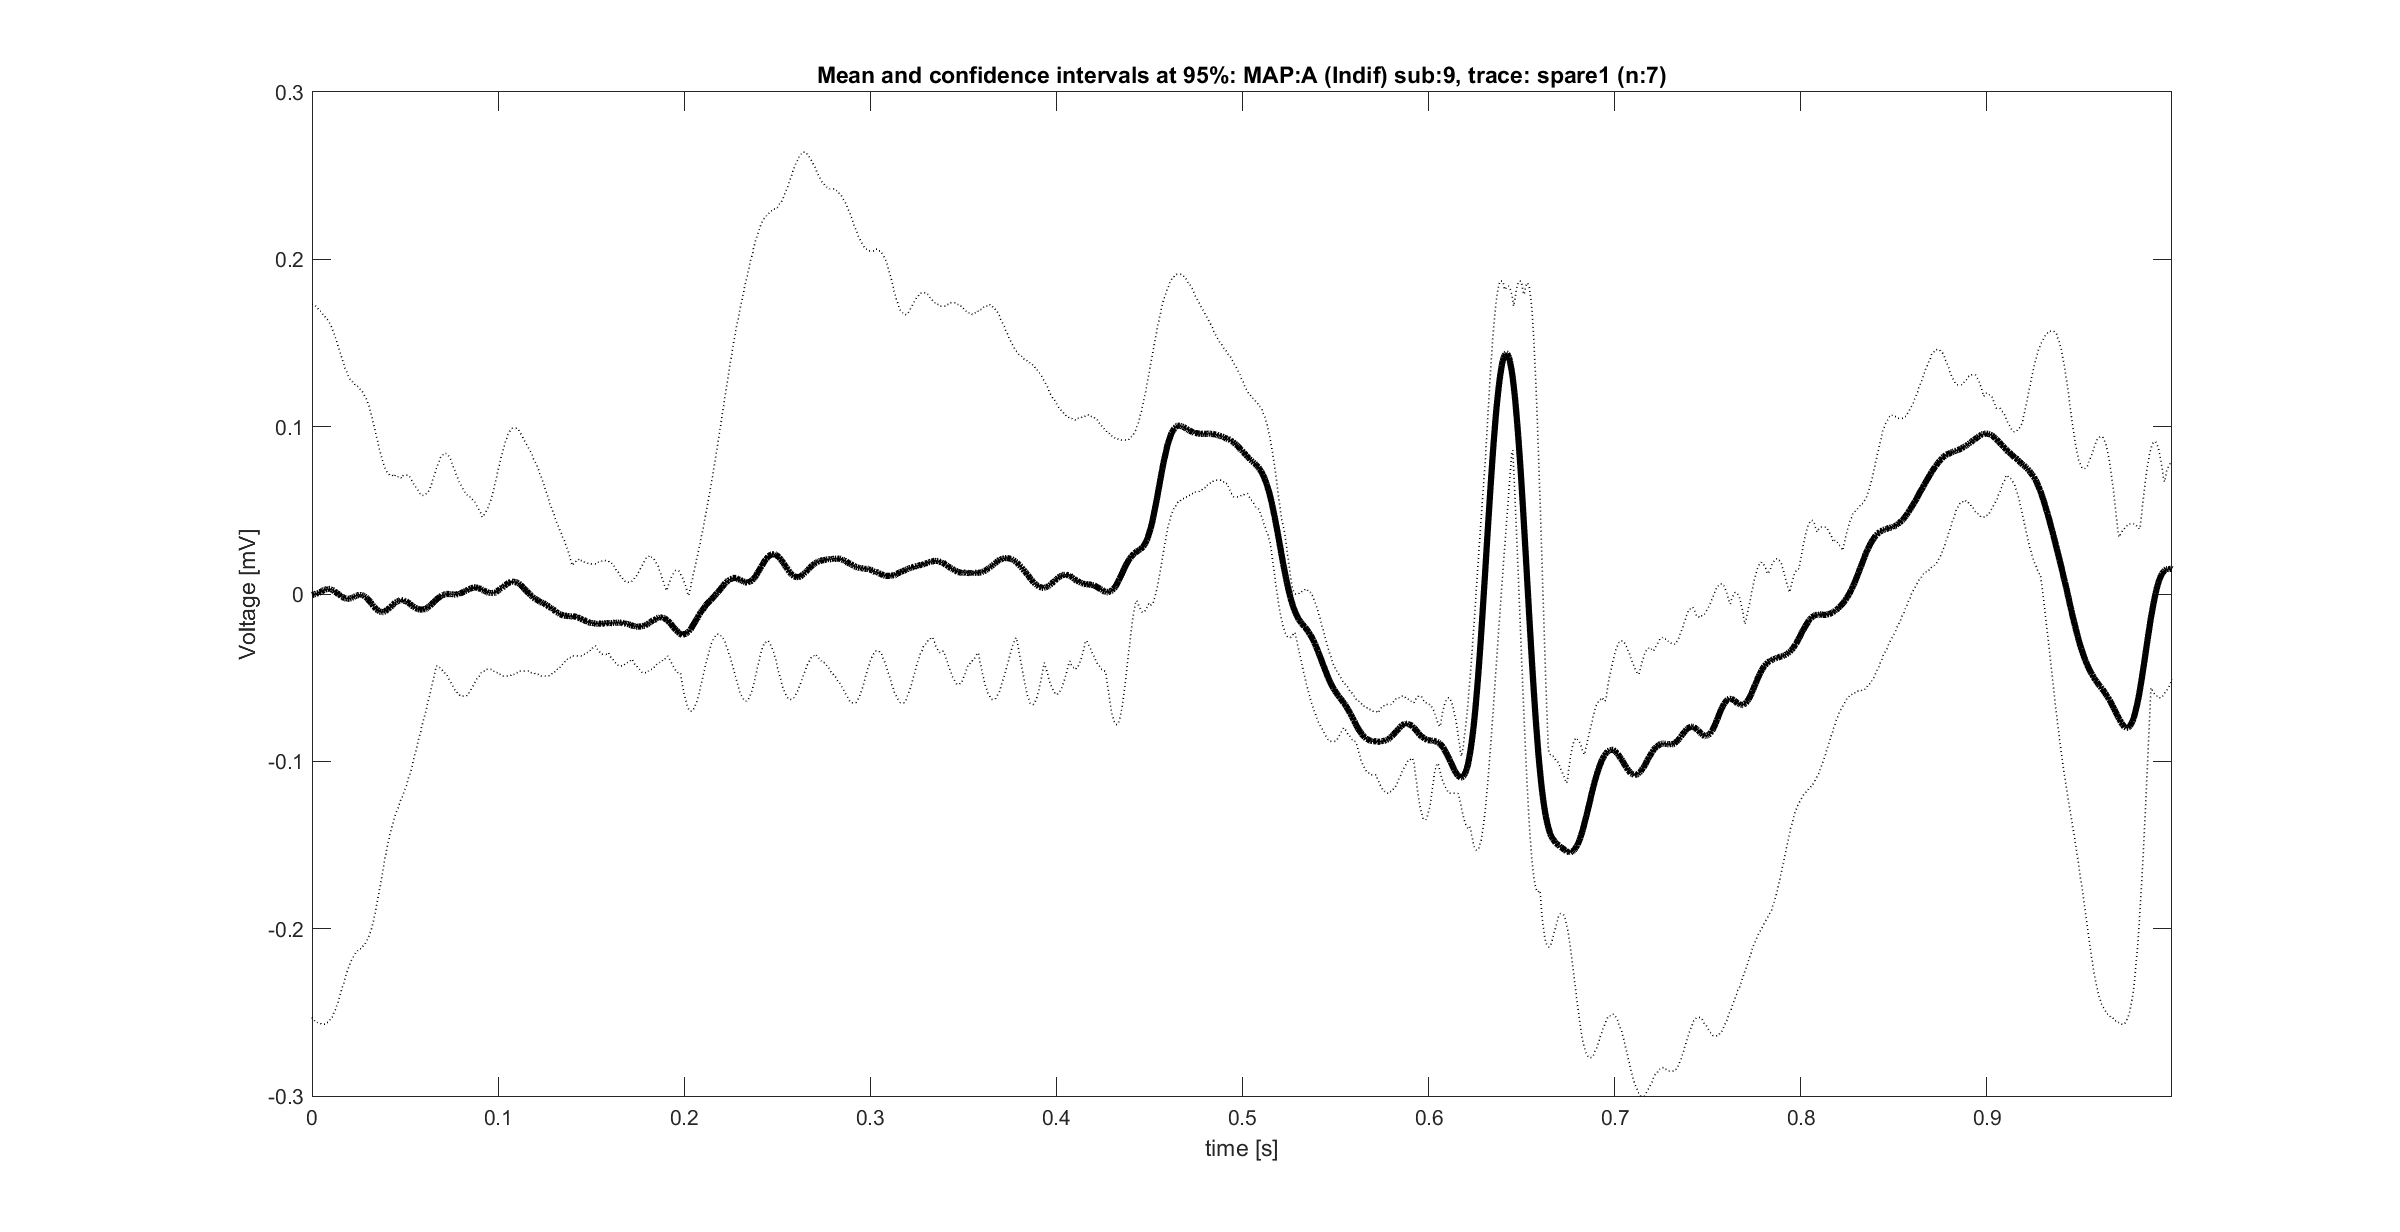 Mean and confidence intervals at 95%: MAP:A (Indif) sub:9, trace: spare1 (n:7)
0.3
0.2
0.1
0
-0.1
-0.2
-0.3
Voltage [mV]
0 0.1 0.2 0.3 0.4 0.5 0.6 0.7 0.8 0.9
time [s]